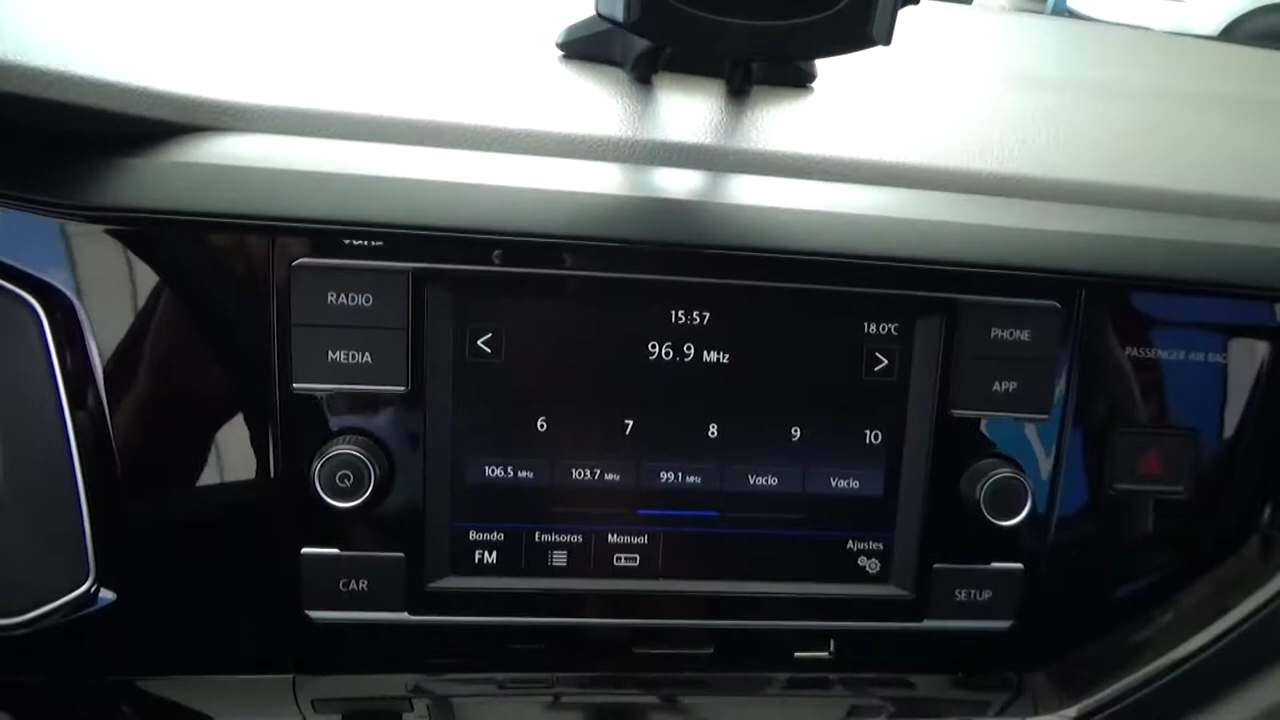 RADIO
MEDIA
CAR
15:57
18.0°C
96.9 MHz
<
>
6 7 8 9 10
106.5 MHz 103.7 MHz 99.1 MHz Vacío Vacío
Banda Emisoras Manual Ajustes
FM
PHONE
APP
SETUP
PASSENGER AIR BAG